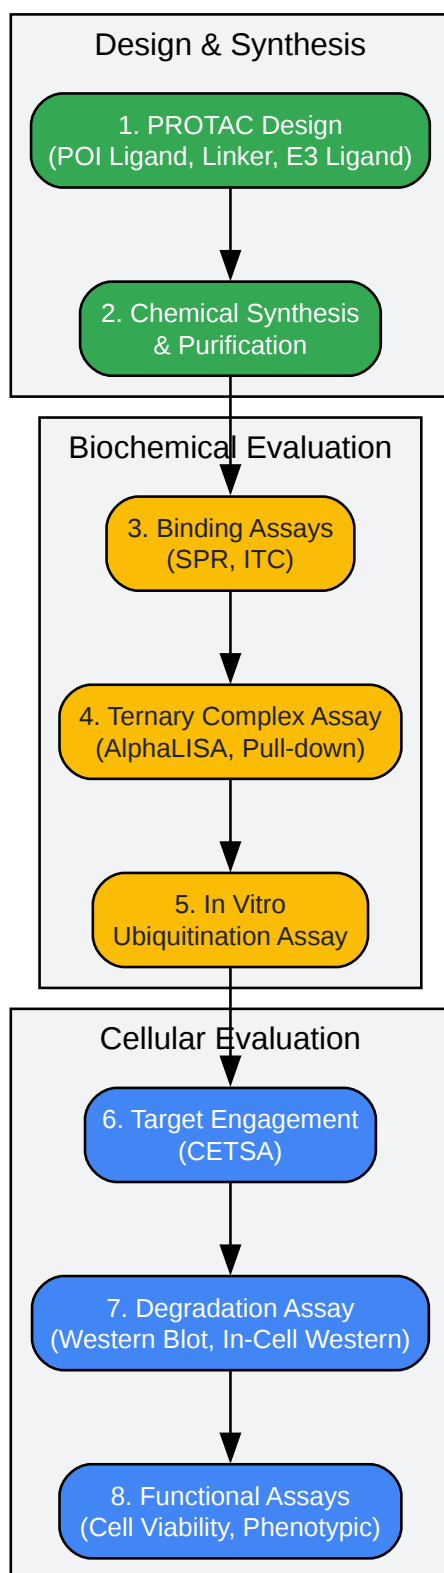 Design & Synthesis
1. PROTAC Design
(POI Ligand, Linker, E3 Ligand)
2. Chemical Synthesis
& Purification
Biochemical Evaluation
3. Binding Assays
(SPR, ITC)
4. Ternary Complex Assay
(AlphaLISA, Pull-down)
5. In Vitro
Ubiquitination Assay
Cellular Evaluation
6. Target Engagement
(CETSA)
7. Degradation Assay
(Western Blot, In-Cell Western)
8. Functional Assays
(Cell Viability, Phenotypic)